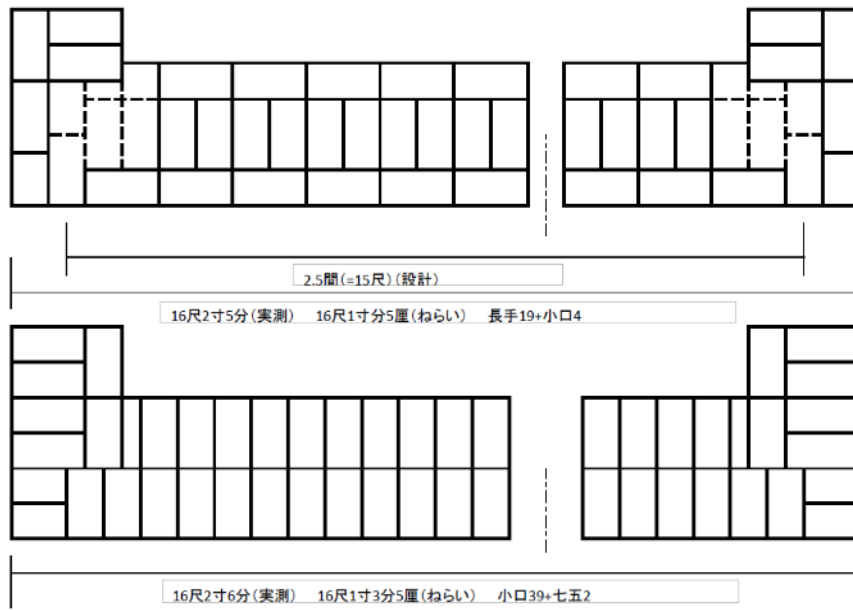 2.5間(=15尺)(設計)
16尺2寸5分(実測) 16尺1寸分5厘(ねらい) 長手19+小口4
16尺2寸6分(実測) 16尺1寸3分5厘(ねらい) 小口39+七五2